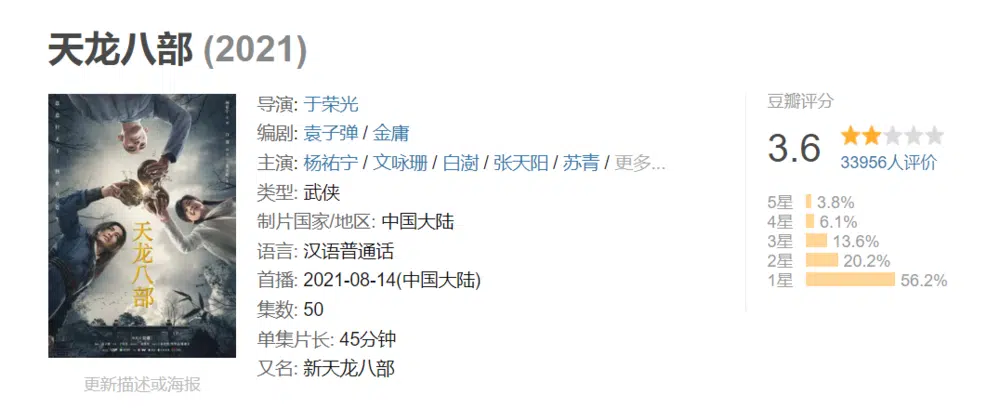 天龙八部 (2021)
天龙八部
更新描述或海报
导演: 于荣光
编剧: 袁子弹 / 金庸
主演: 杨祐宁 / 文咏珊 / 白澍 / 张天阳 / 苏青 / 更多...
类型: 武侠
制片国家/地区: 中国大陆
语言: 汉语普通话
首播: 2021-08-14(中国大陆)
集数: 50
单集片长: 45分钟
又名: 新天龙八部
豆瓣评分
3.6
33956人评价
5星 3.8%
4星 6.1%
3星 13.6%
2星 20.2%
1星 56.2%